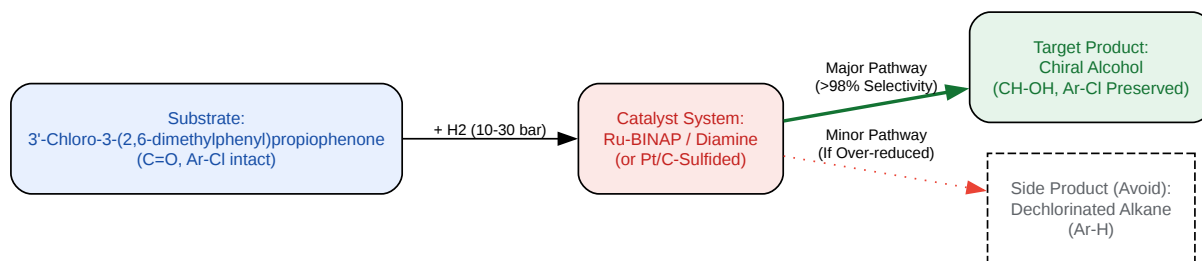 Substrate:
3'-Chloro-3-(2,6-dimethylphenyl)propiophenone
(C=O, Ar-Cl intact)
+ H2 (10-30 bar)
Catalyst System:
Ru-BINAP / Diamine
(or Pt/C-Sulfided)
Major Pathway
(>98% Selectivity)
Minor Pathway
(If Over-reduced)
Target Product:
Chiral Alcohol
(CH-OH, Ar-Cl Preserved)
Side Product (Avoid):
Dechlorinated Alkane
(Ar-H)